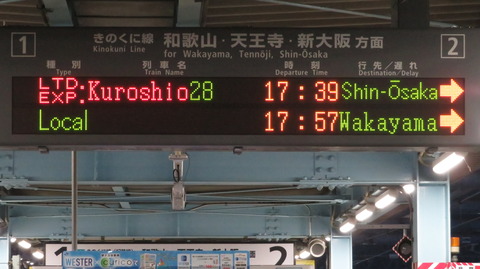 1 きのくに線 和歌山・天王寺・新大阪 方面 2
Kinokuni Line for Wakayama, Tennōji, Shin-Ōsaka
種別 列車名 時刻 行先/遅れ
Type Train Name Departure Time Destination/Delay
LTD. EXP. Kuroshio28 17:39 Shin-Ōsaka →
Local 17:57 Wakayama →
1
WESTER ICOCA
2